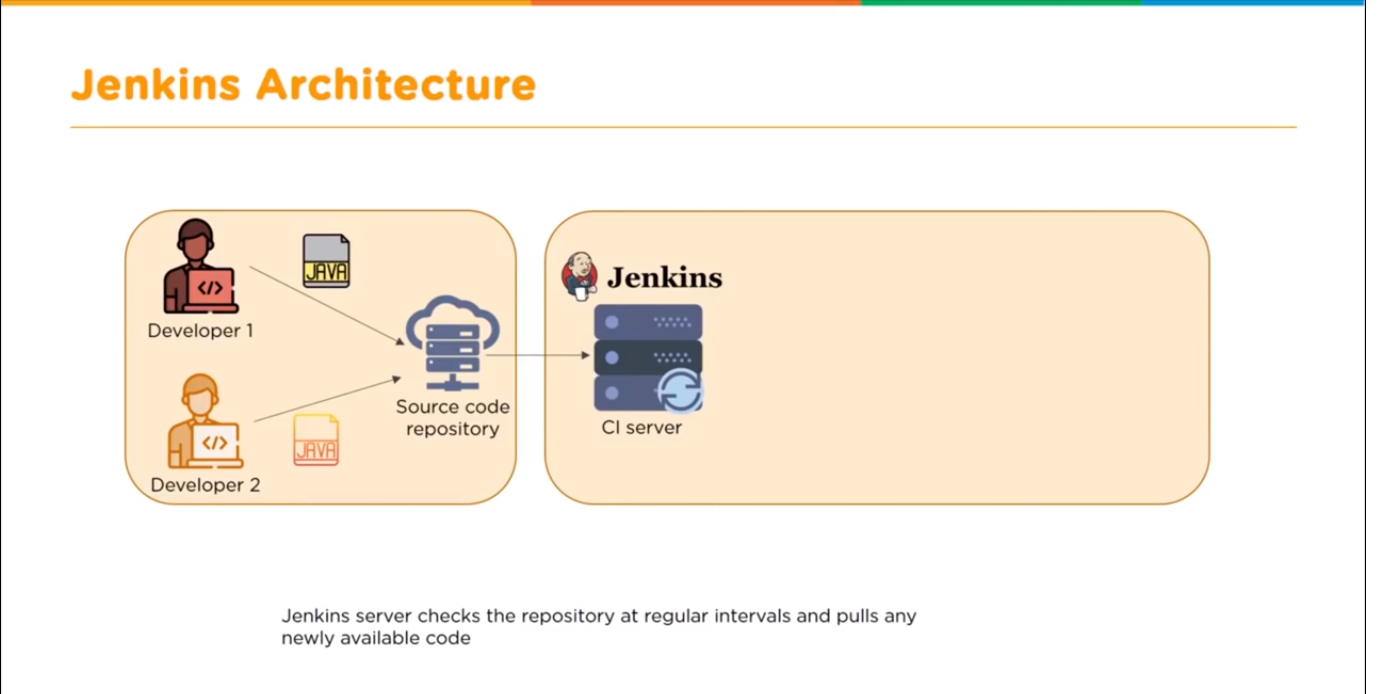 Jenkins Architecture
JAVA
Developer 1
JAVA
Developer 2
Source code
repository
Jenkins
CI server
Jenkins server checks the repository at regular intervals and pulls any
newly available code